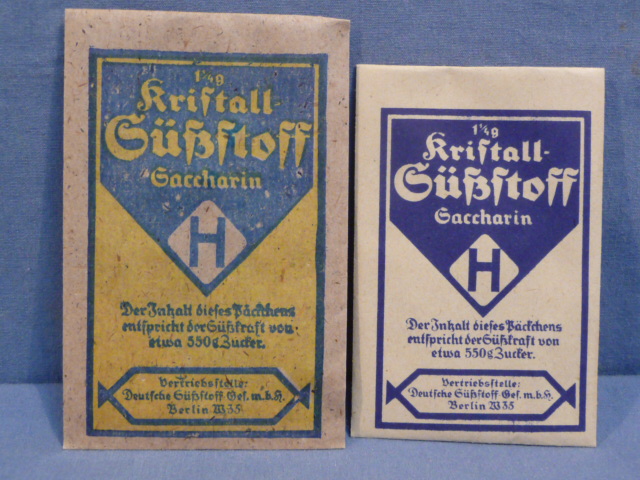 1¼g
Kristall-
Süßstoff
Saccharin
H
Der Inhalt dieses Päckchens
entspricht der Süßkraft von
etwa 550g Zucker.
Vertriebsstelle:
Deutsche Süßstoff Ges. m. b. H.
Berlin W35
1¼g
Kristall-
Süßstoff
Saccharin
H
Der Inhalt dieses Päckchens
entspricht der Süßkraft von
etwa 550g Zucker.
Vertriebsstelle:
Deutsche Süßstoff Ges. m. b. H.
Berlin W35